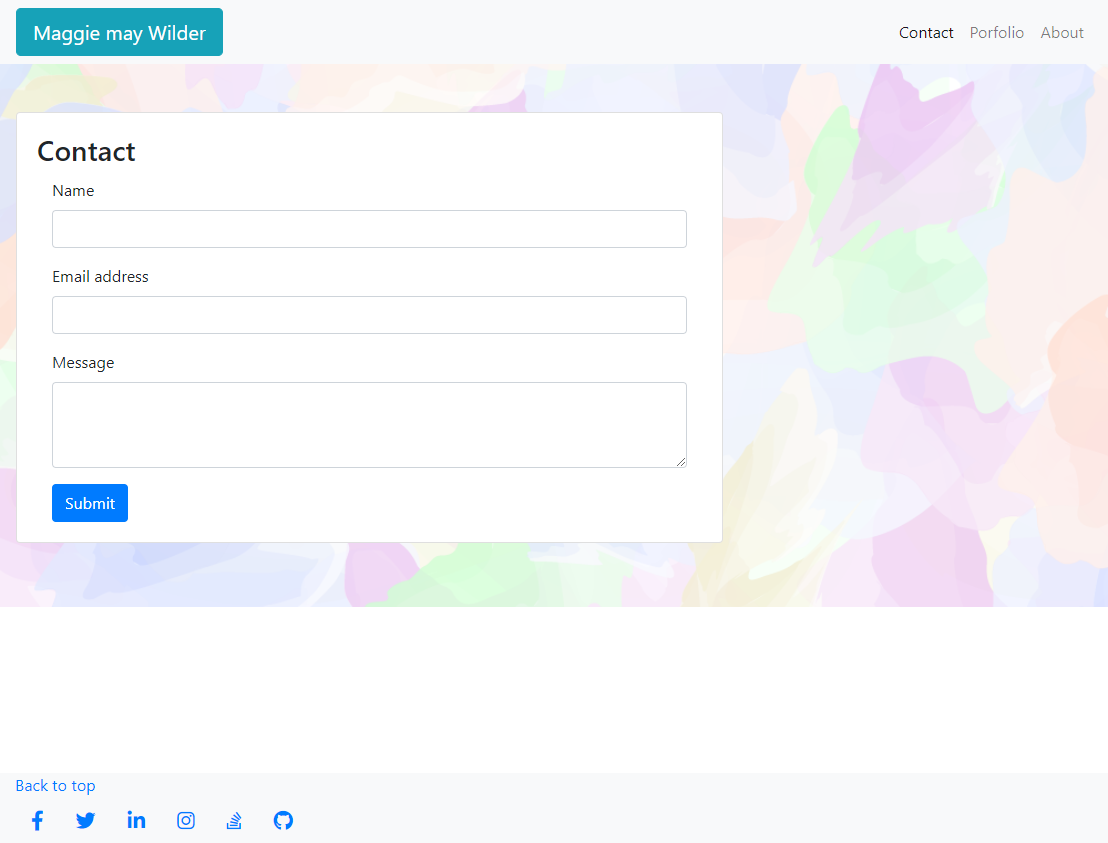 Maggie may Wilder
Contact Porfolio About
Contact
Name
Email address
Message
Submit
Back to top